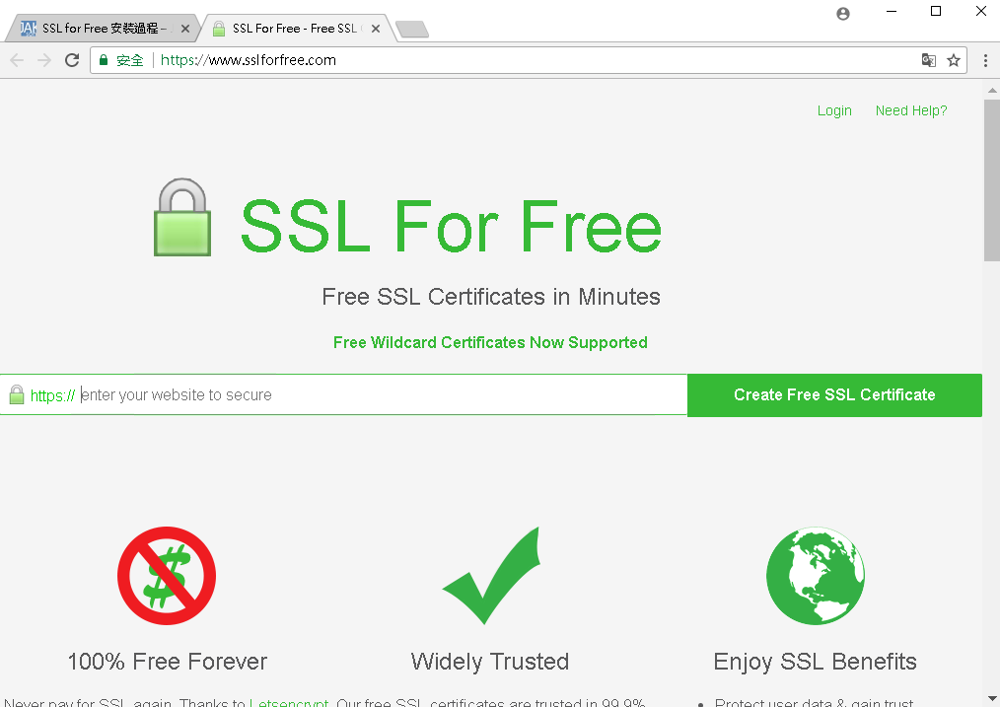 SSL for Free 安裝過程 –
SSL For Free - Free SSL
安全 https://www.sslforfree.com
Login Need Help?
SSL For Free
Free SSL Certificates in Minutes
Free Wildcard Certificates Now Supported
https:// enter your website to secure
Create Free SSL Certificate
100% Free Forever
Widely Trusted
Enjoy SSL Benefits
Never pay for SSL again. Thanks to Letsencrypt
Our free SSL certificates are trusted in 99.9%
• Protect user data & gain trust